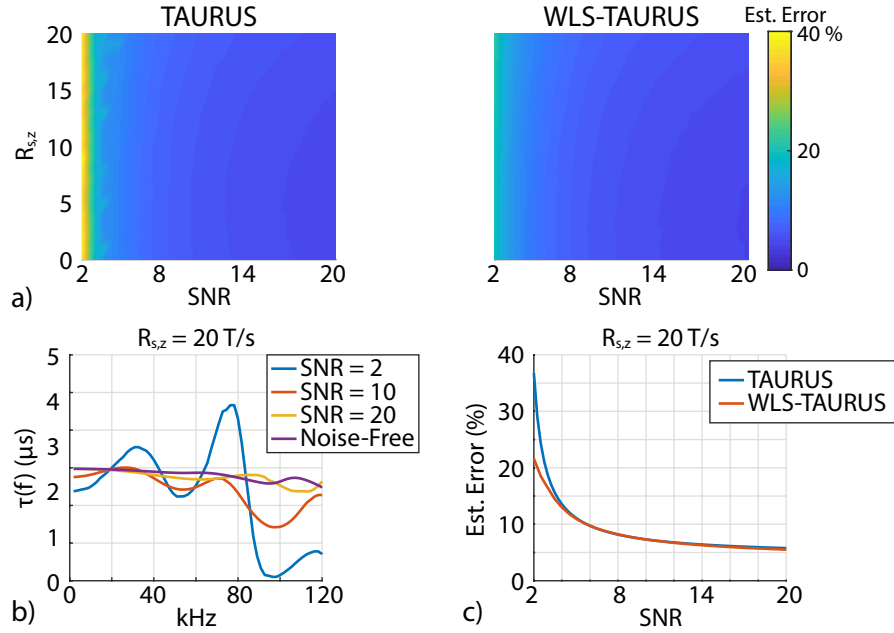 TAURUS
WLS-TAURUS
Est. Error
20
15
10
5
0
R_{s,z}
2
8
14
20
SNR
2
8
14
20
SNR
40 %
20
0
a)
R_{s,z} = 20 T/s
5
4
3
2
1
0
τ(f) (μs)
SNR = 2
SNR = 10
SNR = 20
Noise-Free
0
40
80
120
kHz
b)
R_{s,z} = 20 T/s
40
30
20
10
0
Est. Error (%)
TAURUS
WLS-TAURUS
2
8
14
20
SNR
c)